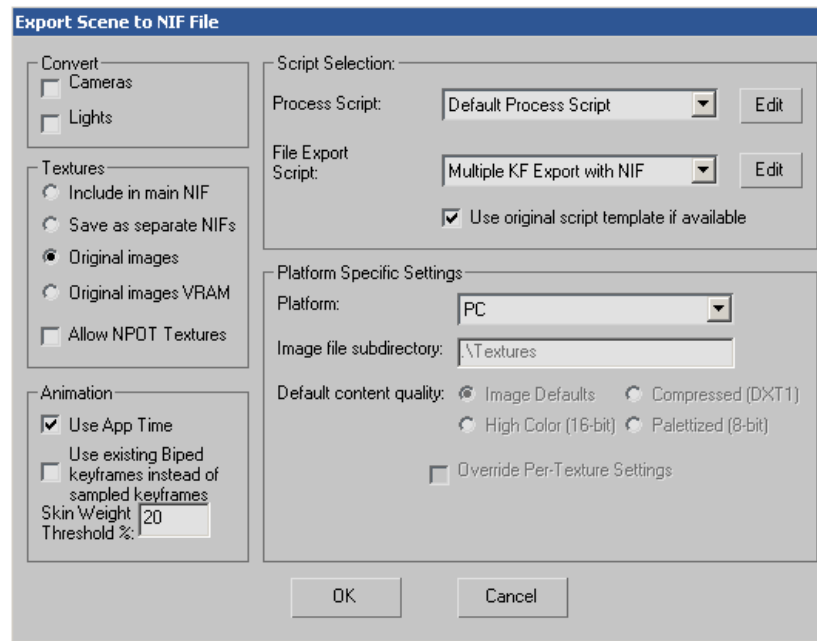 Export Scene to NIF File
Convert
Cameras
Lights
Textures
Include in main NIF
Save as separate NIFs
Original images
Original images VRAM
Allow NPOT Textures
Animation
Use App Time
Use existing Biped
keyframes instead of
sampled keyframes
Skin Weight
Threshold %:
20
Script Selection:
Process Script:
Default Process Script
Edit
File Export
Script:
Multiple KF Export with NIF
Edit
Use original script template if available
Platform Specific Settings
Platform:
PC
Image file subdirectory:
.\Textures
Default content quality:
Image Defaults
Compressed (DXT1)
High Color (16-bit)
Palettized (8-bit)
Override Per-Texture Settings
OK
Cancel